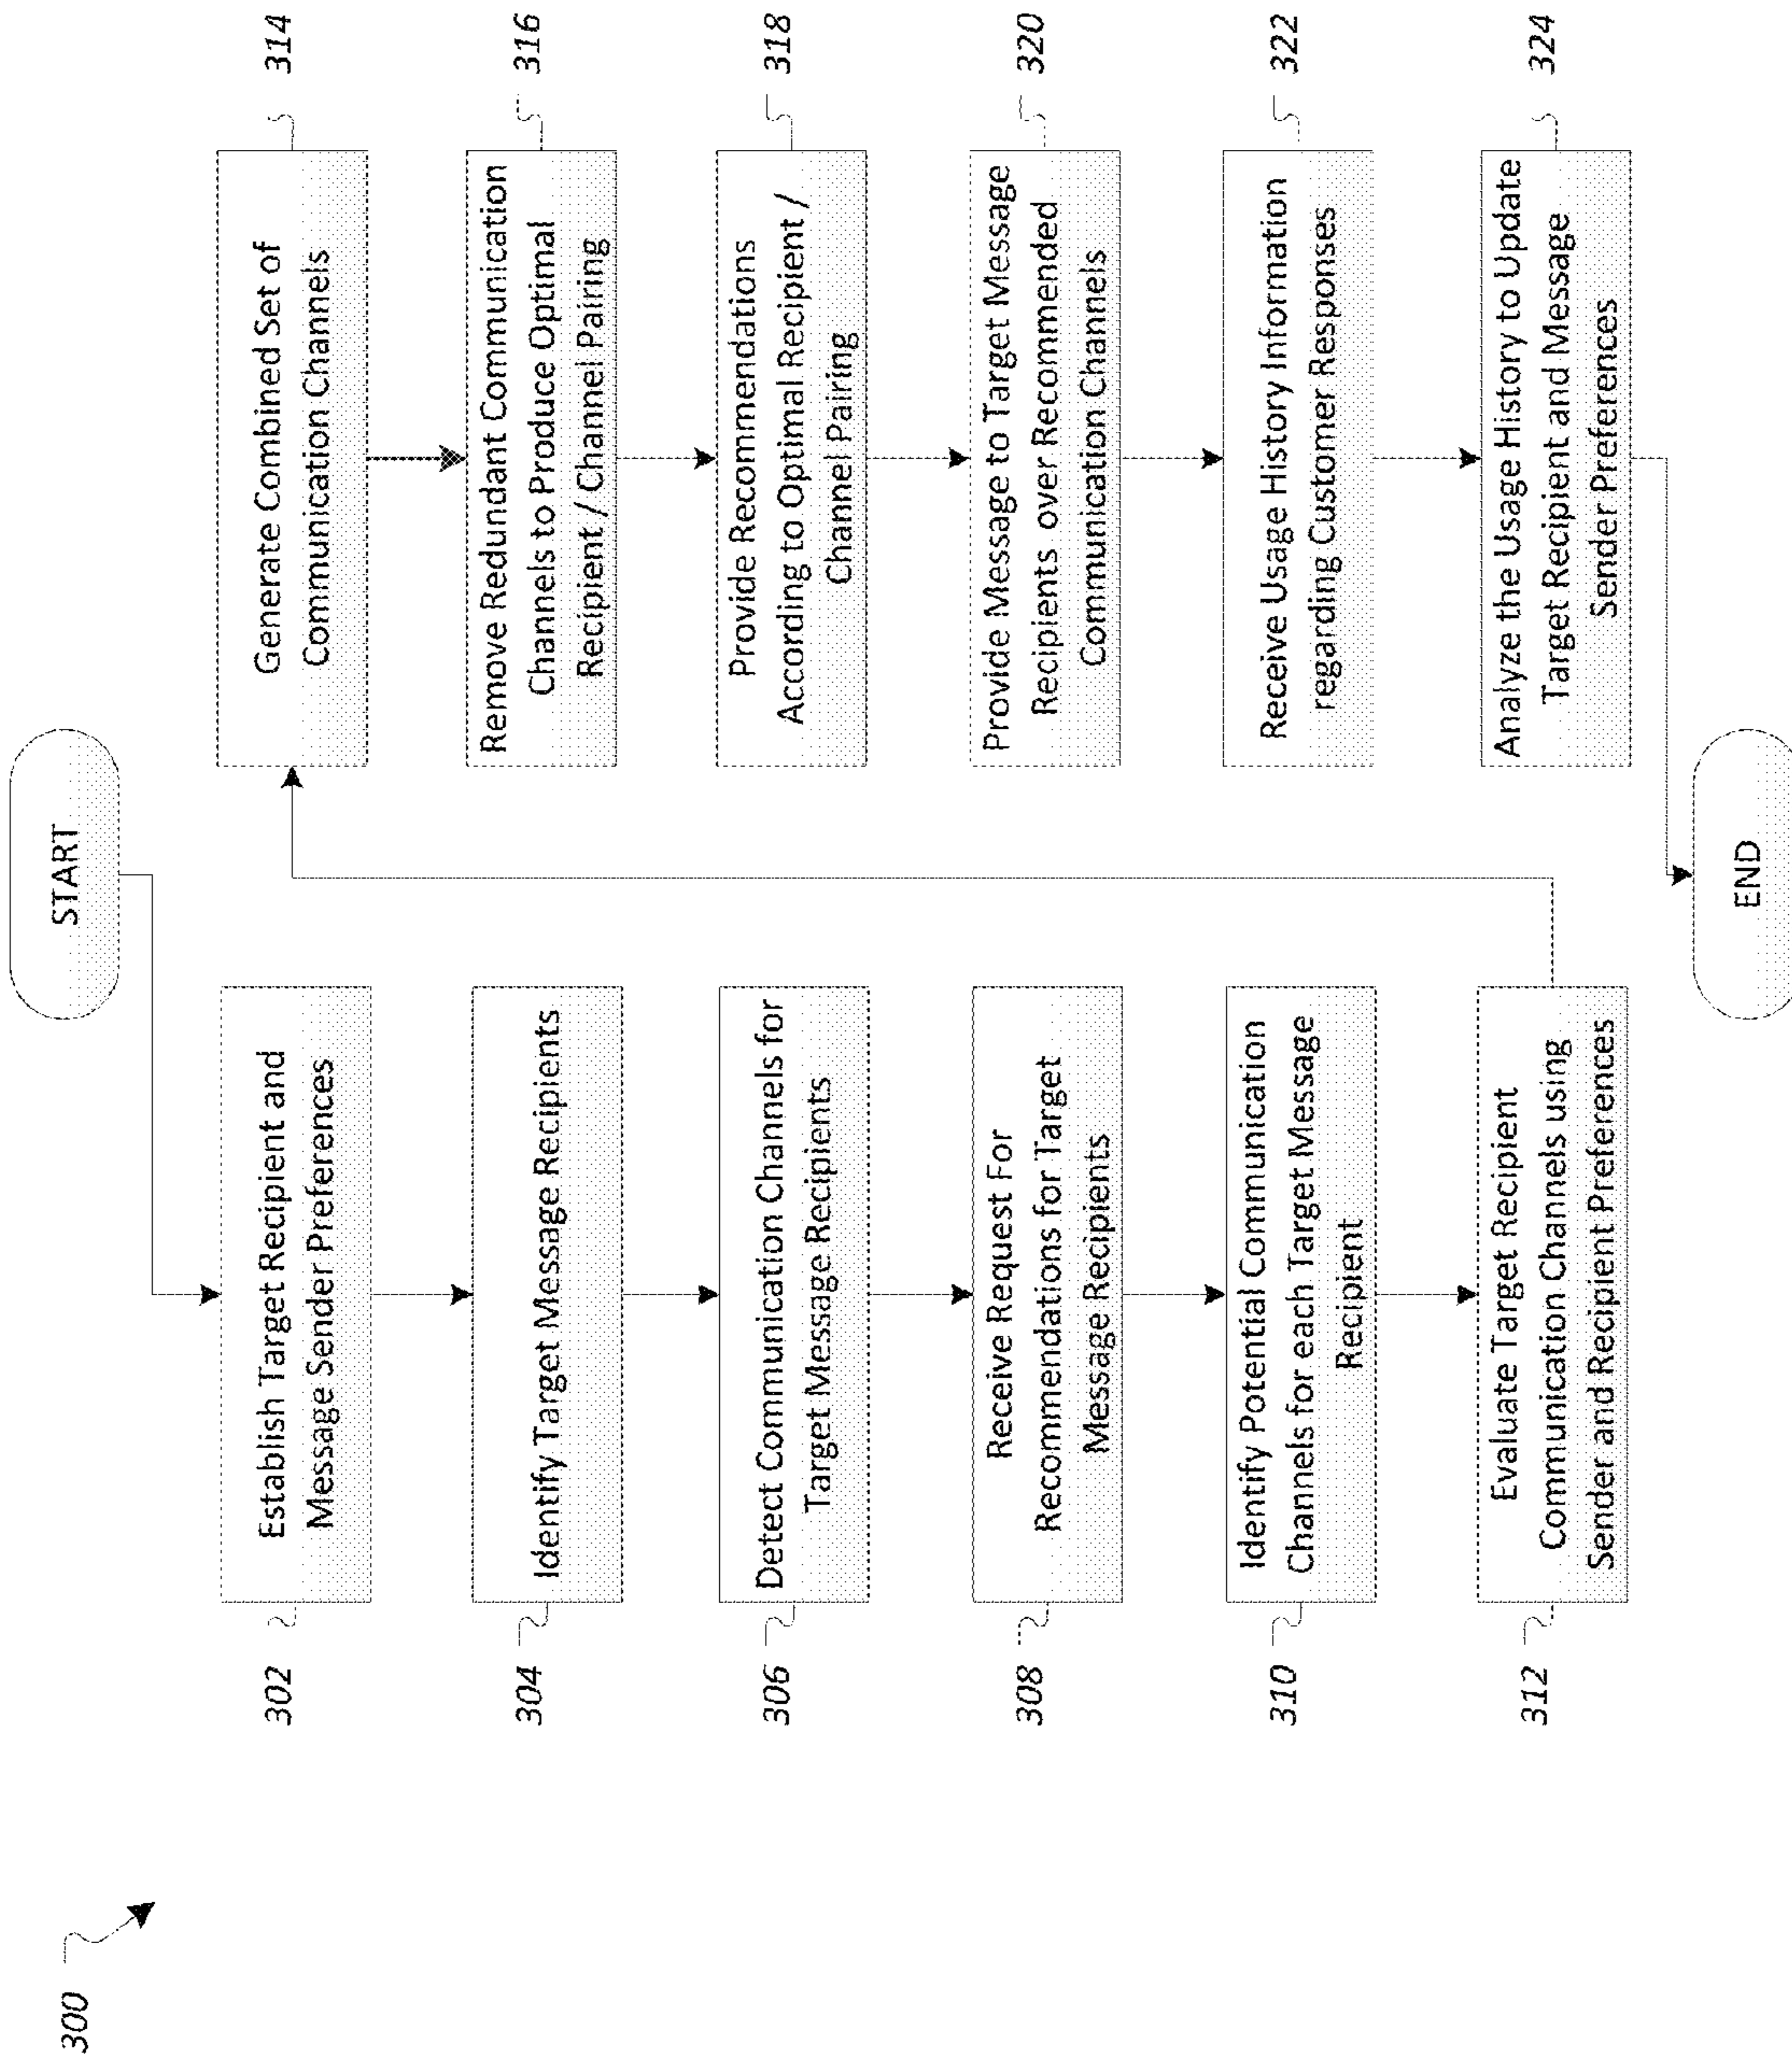 300
START
302
Establish Target Recipient and
Message Sender Preferences
304
Identify Target Message Recipients
306
Detect Communication Channels for
Target Message Recipients
308
Receive Request For
Recommendations for Target
Message Recipients
310
Identify Potential Communication
Channels for each Target Message
Recipient
312
Evaluate Target Recipient
Communication Channels using
Sender and Recipient Preferences
314
Generate Combined Set of
Communication Channels
316
Remove Redundant Communication
Channels to Produce Optimal
Recipient / Channel Pairing
318
Provide Recommendations
According to Optimal Recipient /
Channel Pairing
320
Provide Message to Target Message
Recipients over Recommended
Communication Channels
322
Receive Usage History Information
regarding Customer Responses
324
Analyze the Usage History to Update
Target Recipient and Message
Sender Preferences
END